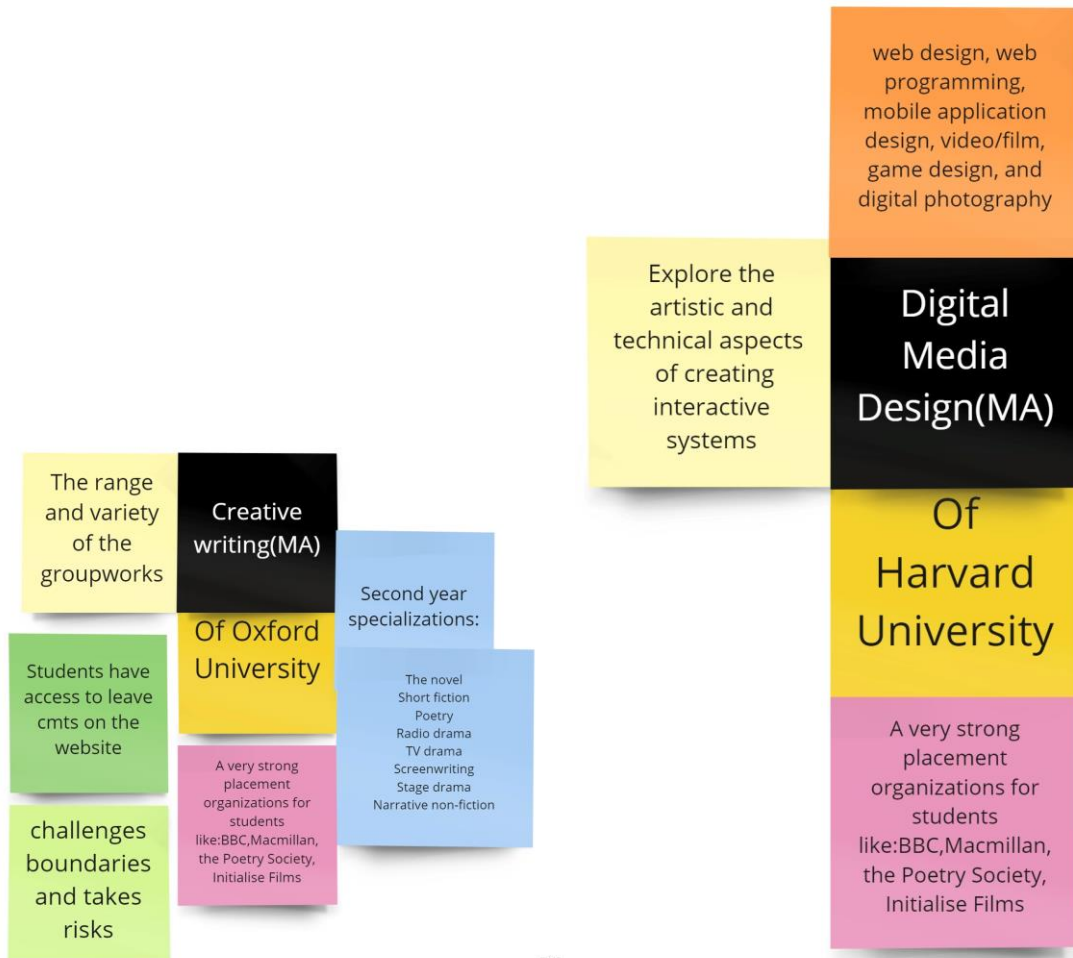 The range
and variety
of the
groupworks
Creative
writing(MA)
Of Oxford
University
Second year
specializations:
The novel
Short fiction
Poetry
Radio drama
TV drama
Screenwriting
Stage drama
Narrative non-fiction
Students have
access to leave
cmts on the
website
A very strong
placement
organizations for
students
like:BBC,Macmillan,
the Poetry Society,
Initialise Films
challenges
boundaries
and takes
risks
web design, web
programming,
mobile application
design, video/film,
game design, and
digital photography
Explore the
artistic and
technical aspects
of creating
interactive
systems
Digital
Media
Design(MA)
Of
Harvard
University
A very strong
placement
organizations for
students
like:BBC,Macmillan,
the Poetry Society,
Initialise Films